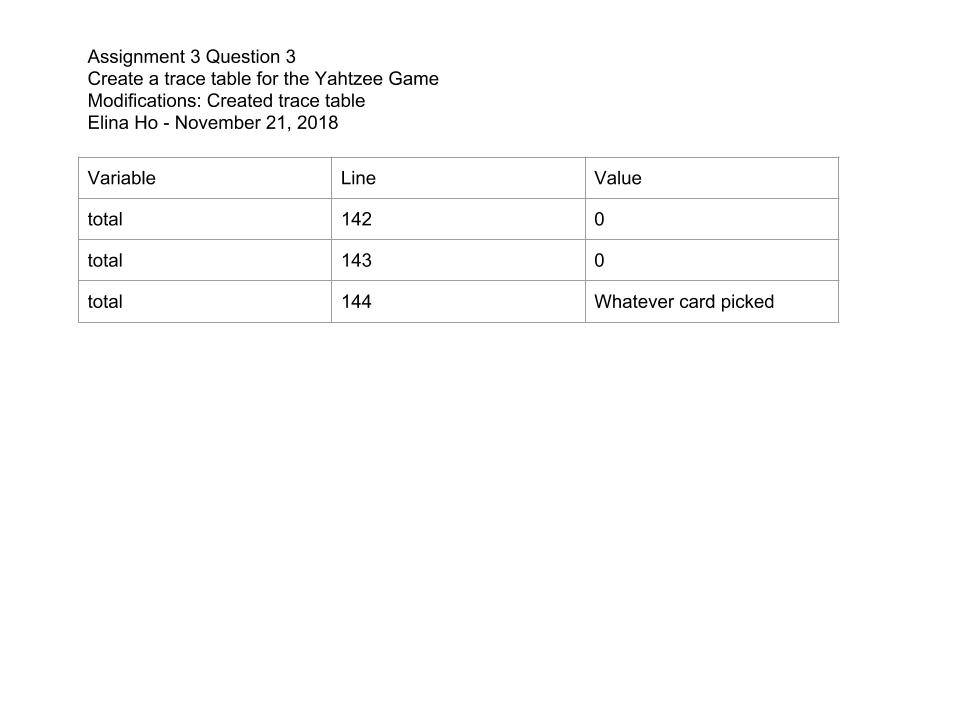 Assignment 3 Question 3
Create a trace table for the Yahtzee Game
Modifications: Created trace table
Elina Ho - November 21, 2018
Variable Line Value
total 142 0
total 143 0
total 144 Whatever card picked